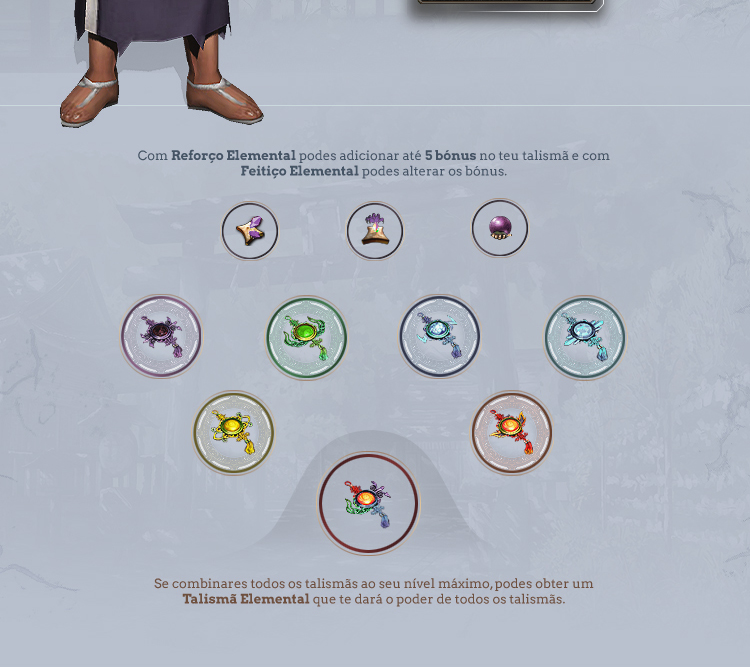 Com Reforço Elemental podes adicionar até 5 bónus no teu talismã e com
Feitiço Elemental podes alterar os bónus.
Se combinares todos os talismãs ao seu nível máximo, podes obter um
Talismã Elemental que te dará o poder de todos os talismãs.